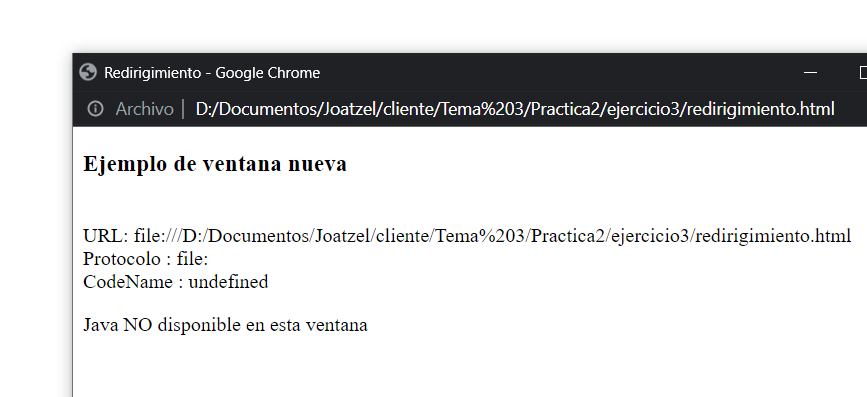 Redirigimiento - Google Chrome
Archivo | D:/Documentos/Joatzel/cliente/Tema%203/Practica2/ejercicio3/redirigimiento.html
Ejemplo de ventana nueva
URL: file:///D:/Documentos/Joatzel/cliente/Tema%203/Practica2/ejercicio3/redirigimiento.html
Protocolo : file:
CodeName : undefined
Java NO disponible en esta ventana